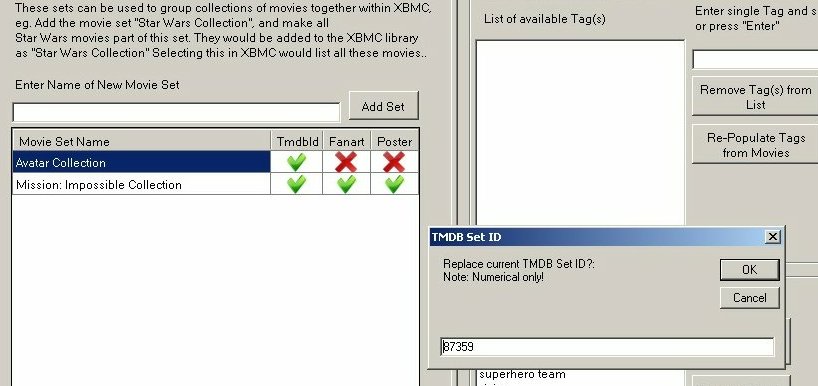 These sets can be used to group collections of movies together within XBMC,
eg. Add the movie set "Star Wars Collection", and make all
Star Wars movies part of this set. They would be added to the XBMC library
as "Star Wars Collection" Selecting this in XBMC would list all these movies..
Enter Name of New Movie Set
Add Set
Movie Set Name TmdbId Fanart Poster
Avatar Collection
Mission: Impossible Collection
List of available Tag(s)
Enter single Tag and s
or press "Enter"
Remove Tag(s) from
List
Re-Populate Tags
from Movies
TMDB Set ID
Replace current TMDB Set ID?:
Note: Numerical only!
OK
Cancel
87359
superhero team